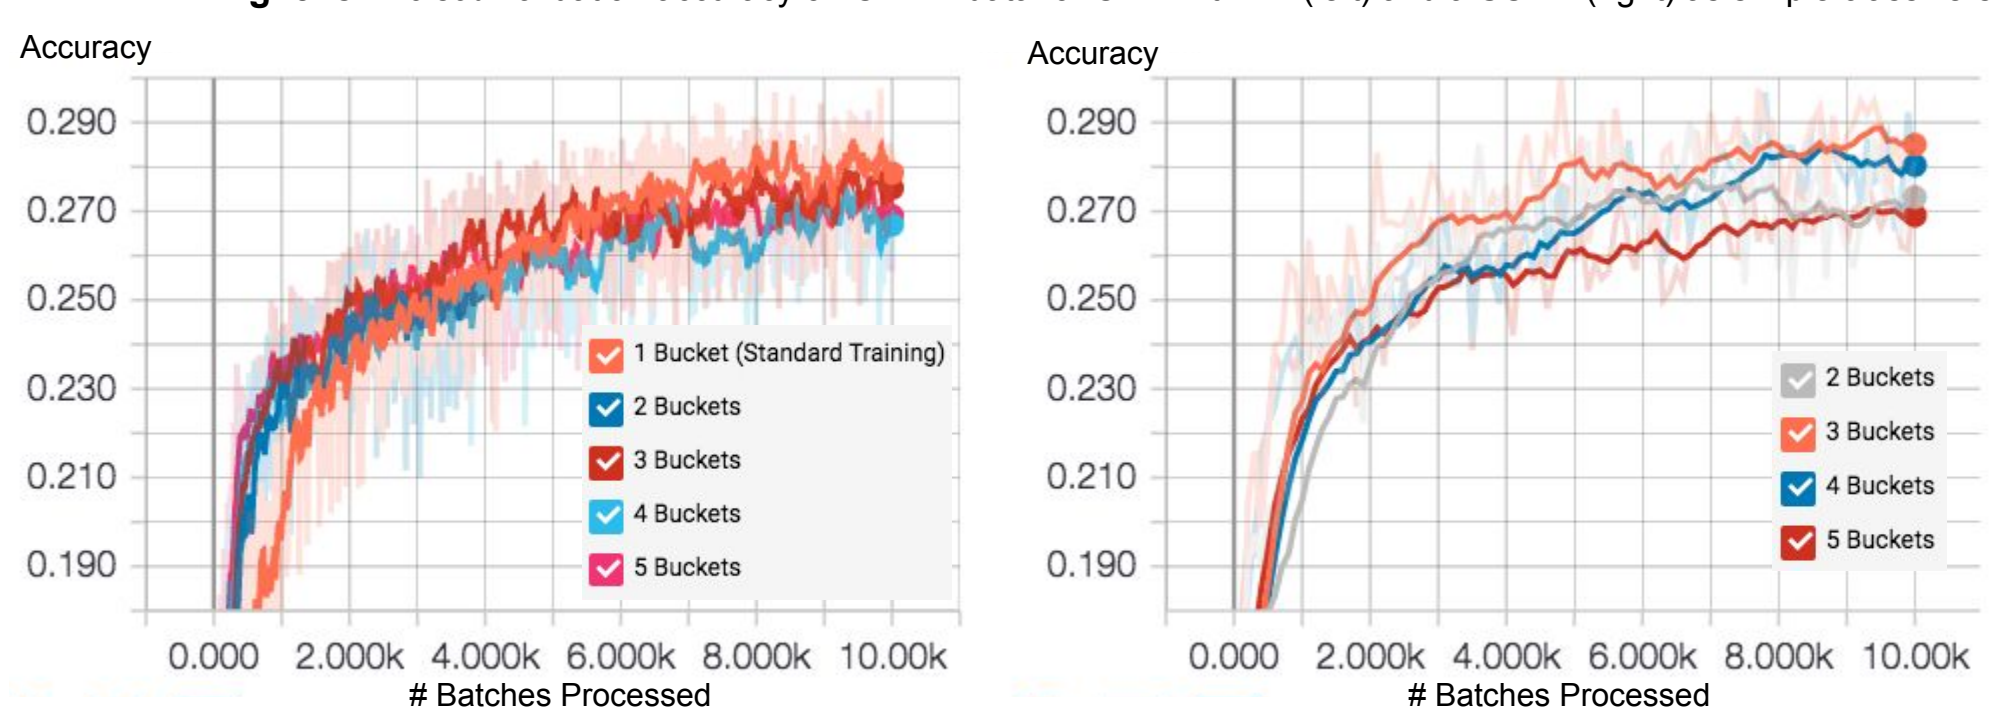 Accuracy
0.290
0.270
0.250
0.230
0.210
0.190
0.000 2.000k 4.000k 6.000k 8.000k 10.00k
# Batches Processed
1 Bucket (Standard Training)
2 Buckets
3 Buckets
4 Buckets
5 Buckets
Accuracy
0.290
0.270
0.250
0.230
0.210
0.190
0.000 2.000k 4.000k 6.000k 8.000k 10.00k
# Batches Processed
2 Buckets
3 Buckets
4 Buckets
5 Buckets